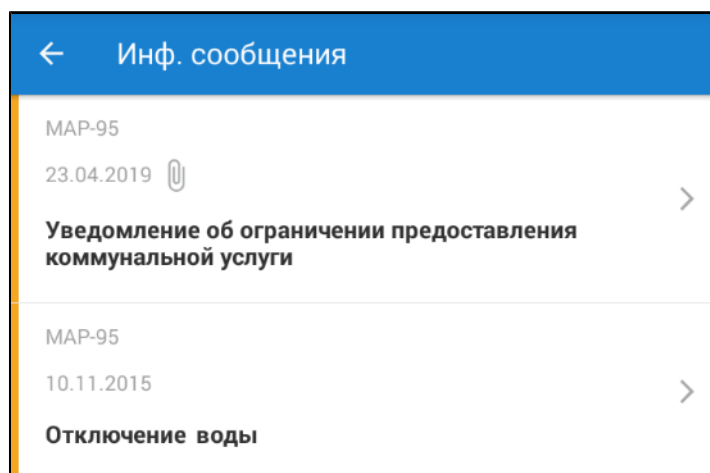 Инф. сообщения
МАР-95
23.04.2019
Уведомление об ограничении предоставления
коммунальной услуги
МАР-95
10.11.2015
Отключение воды